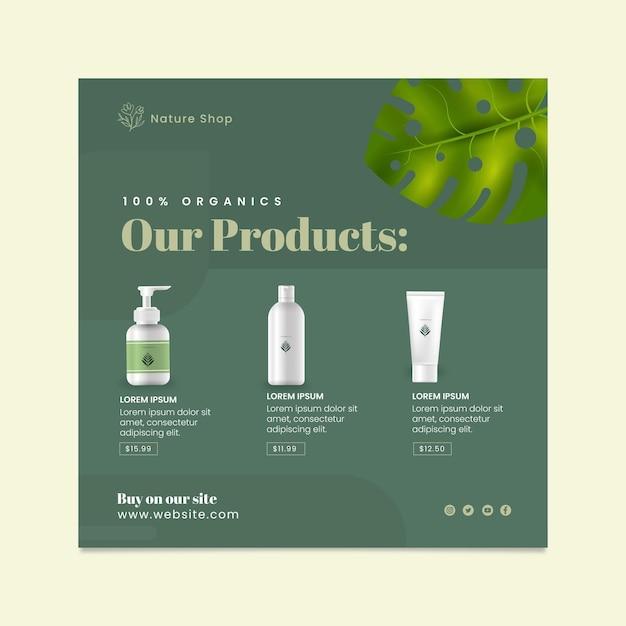 Nature Shop
100% ORGANICS
Our Products:
LOREM IPSUM
Lorem ipsum dolor sit
amet, consectetur
adipiscing elit.
$15.99
LOREM IPSUM
Lorem ipsum dolor sit
amet, consectetur
adipiscing elit.
$11.99
LOREM IPSUM
Lorem ipsum dolor sit
amet, consectetur
adipiscing elit.
$12.50
Buy on our site
www.website.com